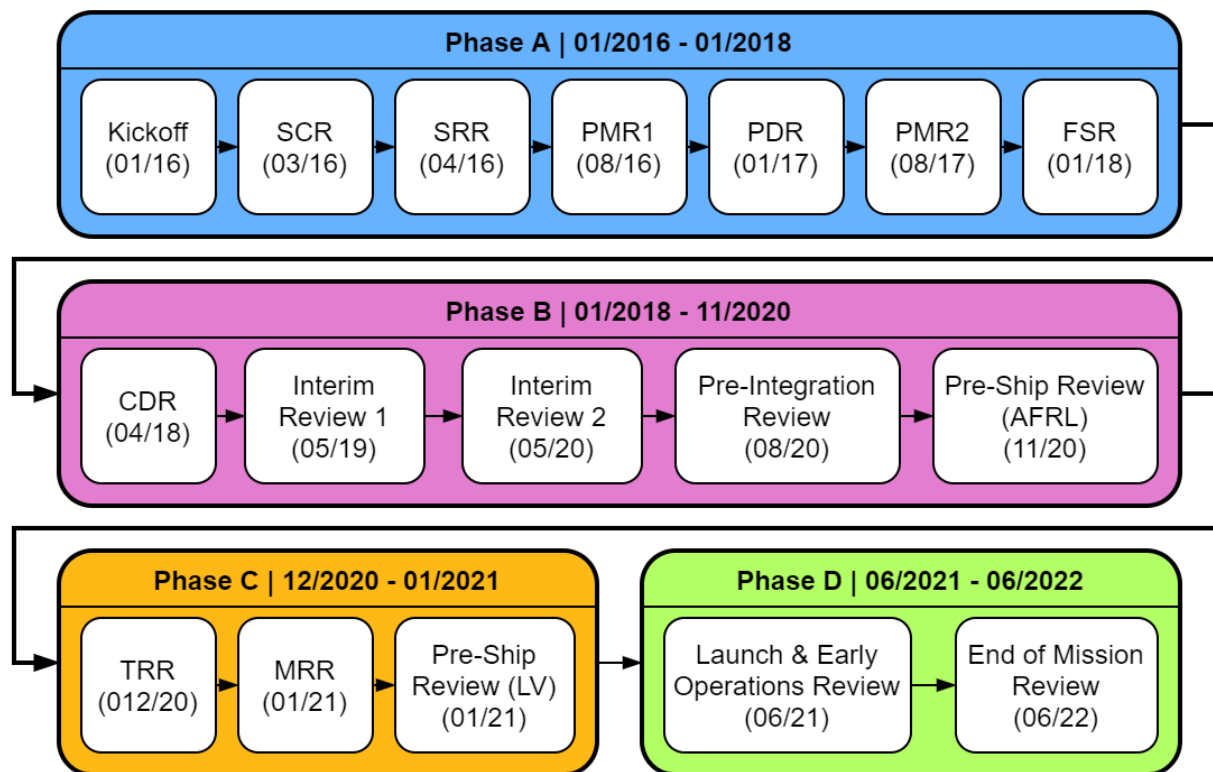 Phase A | 01/2016 - 01/2018
Kickoff
(01/16)
SCR
(03/16)
SRR
(04/16)
PMR1
(08/16)
PDR
(01/17)
PMR2
(08/17)
FSR
(01/18)
Phase B | 01/2018 - 11/2020
CDR
(04/18)
Interim
Review 1
(05/19)
Interim
Review 2
(05/20)
Pre-Integration
Review
(08/20)
Pre-Ship Review
(AFRL)
(11/20)
Phase C | 12/2020 - 01/2021
TRR
(012/20)
MRR
(01/21)
Pre-Ship
Review (LV)
(01/21)
Phase D | 06/2021 - 06/2022
Launch & Early
Operations Review
(06/21)
End of Mission
Review
(06/22)